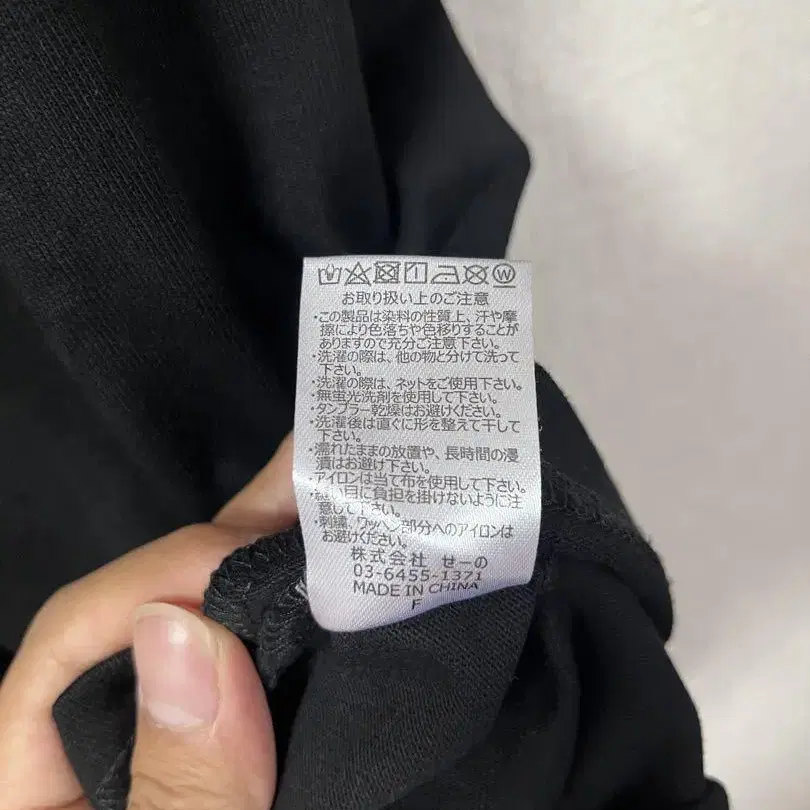 W
お取り扱い上のご注意
・この製品は染料の性質上、汗や摩
擦により色落ちや色移りすることが
ありますので充分ご注意下さい。
・洗濯の際は、他の物と分けて洗って
下さい。
・洗濯の際は、ネットをご使用下さい。
・無蛍光洗剤を使用して下さい。
・タンブラー乾燥はお避けください。
・洗濯後は直ぐに形を整えて干して
下さい。
・濡れたままの放置や、長時間の浸
漬はお避け下さい。
・アイロンは当て布を使用して下さい。
・縫い目に負担を掛けないように注
意して下さい。
・刺繍、ワッペン部分へのアイロンは
お避けください。
株式会社 せーの
03-6455-1371
MADE IN CHINA
F